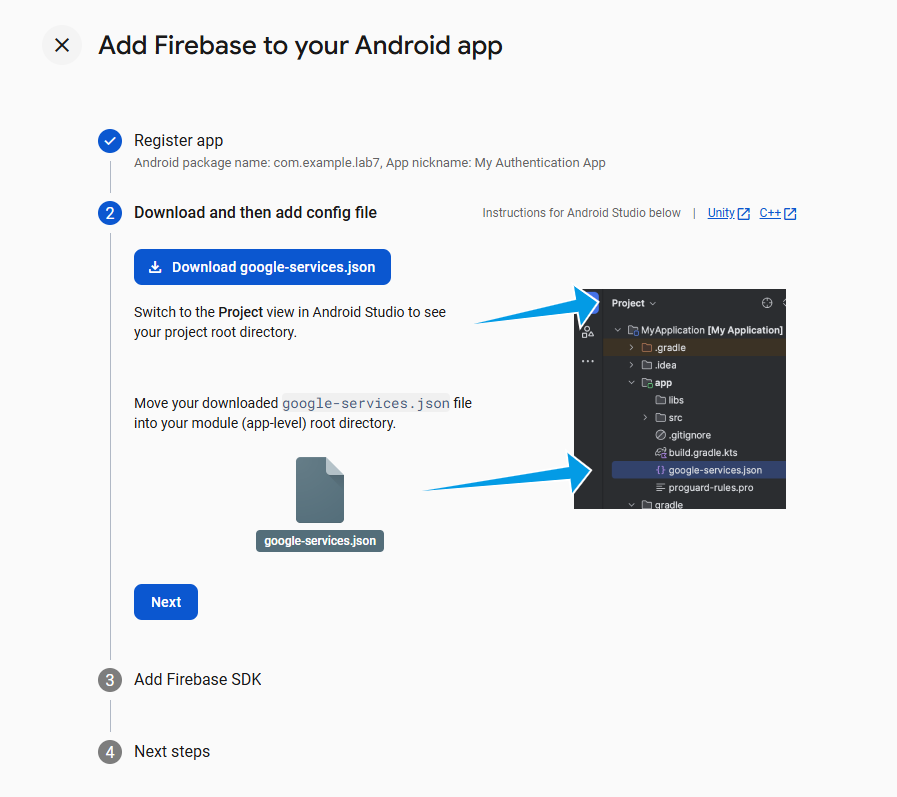 Add Firebase to your Android app
Register app
Android package name: com.example.lab7, App nickname: My Authentication App
2
Download and then add config file
Instructions for Android Studio below | Unity C++
Download google-services.json
Switch to the Project view in Android Studio to see
your project root directory.
Move your downloaded google-services.json file
into your module (app-level) root directory.
google-services.json
Project
MyApplication [My Application]
.gradle
.idea
app
libs
src
.gitignore
build.gradle.kts
google-services.json
proguard-rules.pro
gradle
Next
3
Add Firebase SDK
4
Next steps